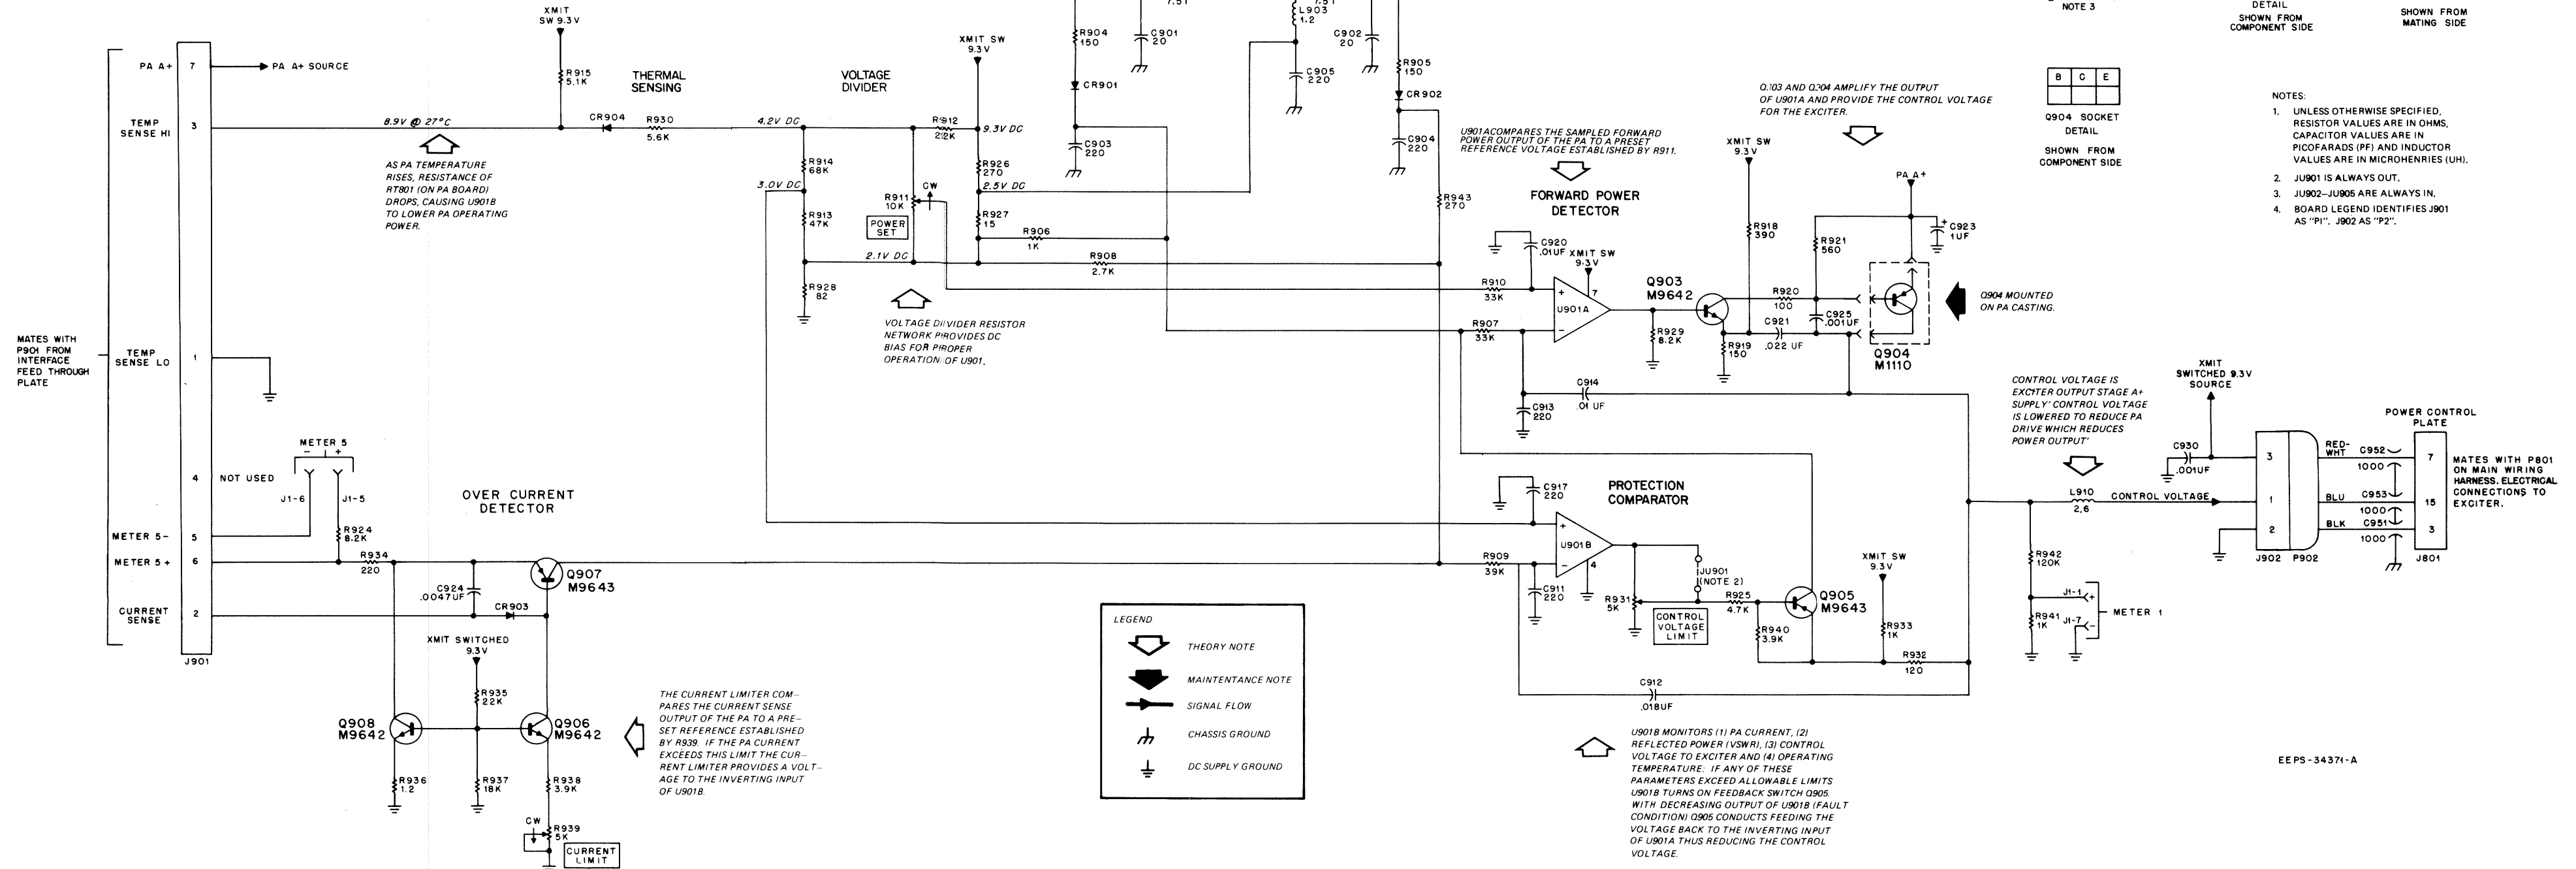 XMIT
SW 9.3V
PA A+
7
PA A+ SOURCE
R915
5.1K
THERMAL
SENSING
VOLTAGE
DIVIDER
XMIT SW
9.3V
TEMP
SENSE HI
3
8.9V @ 27°C
CR904
R930
5.6K
4.2V DC
R912
2.2K
9.3V DC
AS PA TEMPERATURE
RISES, RESISTANCE OF
RT801 (ON PA BOARD)
DROPS, CAUSING U901B
TO LOWER PA OPERATING
POWER.
R914
68K
3.0V DC
R913
47K
R911
10K
CW
POWER
SET
R926
270
2.5V DC
R927
15
R906
1K
2.1V DC
R908
2.7K
R928
82
VOLTAGE DIVIDER RESISTOR
NETWORK PROVIDES DC
BIAS FOR PROPER
OPERATION OF U901.
R904
150
CR901
C903
220
C901
20
L903
1.2
C905
220
C902
20
R905
150
CR902
C904
220
R943
270
U901A COMPARES THE SAMPLED FORWARD
POWER OUTPUT OF THE PA TO A PRESET
REFERENCE VOLTAGE ESTABLISHED BY R911.
FORWARD POWER
DETECTOR
C920
.01UF
XMIT SW
9.3V
R910
33K
+
7
U901A
−
R907
33K
Q903
M9642
R929
8.2K
XMIT SW
9.3V
R918
390
R919
150
R920
100
C921
.022 UF
C925
.001UF
R921
560
PA A+
+
C923
1UF
Q904
M1110
Q904 MOUNTED
ON PA CASTING.
Q903 AND Q904 AMPLIFY THE OUTPUT
OF U901A AND PROVIDE THE CONTROL VOLTAGE
FOR THE EXCITER.
NOTE 3
DETAIL
SHOWN FROM
COMPONENT SIDE
SHOWN FROM
MATING SIDE
B C E
Q904 SOCKET
DETAIL
SHOWN FROM
COMPONENT SIDE
NOTES:
1. UNLESS OTHERWISE SPECIFIED,
RESISTOR VALUES ARE IN OHMS,
CAPACITOR VALUES ARE IN
PICOFARADS (PF) AND INDUCTOR
VALUES ARE IN MICROHENRIES (UH).
2. JU901 IS ALWAYS OUT.
3. JU902–JU905 ARE ALWAYS IN.
4. BOARD LEGEND IDENTIFIES J901
AS "P1". J902 AS "P2".
MATES WITH
P901 FROM
INTERFACE
FEED THROUGH
PLATE
TEMP
SENSE LO
1
4
NOT USED
METER 5
− +
J1-6
J1-5
R924
8.2K
METER 5−
5
METER 5+
6
CURRENT
SENSE
2
J901
OVER CURRENT
DETECTOR
R934
220
C924
.0047UF
CR903
Q907
M9643
XMIT SWITCHED
9.3V
R935
22K
Q908
M9642
Q906
M9642
R936
1.2
R937
18K
R938
3.9K
CW
R939
5K
CURRENT
LIMIT
THE CURRENT LIMITER COM–
PARES THE CURRENT SENSE
OUTPUT OF THE PA TO A PRE–
SET REFERENCE ESTABLISHED
BY R939. IF THE PA CURRENT
EXCEEDS THIS LIMIT THE CUR–
RENT LIMITER PROVIDES A VOLT–
AGE TO THE INVERTING INPUT
OF U901B.
LEGEND
THEORY NOTE
MAINTENTANCE NOTE
SIGNAL FLOW
CHASSIS GROUND
DC SUPPLY GROUND
C914
.01 UF
C913
220
C917
220
PROTECTION
COMPARATOR
+
U901B
−
4
R909
39K
C911
220
JU901
(NOTE 2)
R931
5K
CONTROL
VOLTAGE
LIMIT
R925
4.7K
Q905
M9643
R940
3.9K
XMIT SW
9.3V
R933
1K
R932
120
C912
.018UF
U901B MONITORS (1) PA CURRENT, (2)
REFLECTED POWER (VSWR), (3) CONTROL
VOLTAGE TO EXCITER AND (4) OPERATING
TEMPERATURE: IF ANY OF THESE
PARAMETERS EXCEED ALLOWABLE LIMITS
U901B TURNS ON FEEDBACK SWITCH Q905.
WITH DECREASING OUTPUT OF U901B (FAULT
CONDITION) Q905 CONDUCTS FEEDING THE
VOLTAGE BACK TO THE INVERTING INPUT
OF U901A THUS REDUCING THE CONTROL
VOLTAGE.
CONTROL VOLTAGE IS
EXCITER OUTPUT STAGE A+
SUPPLY' CONTROL VOLTAGE
IS LOWERED TO REDUCE PA
DRIVE WHICH REDUCES
POWER OUTPUT'
L910
2.6
CONTROL VOLTAGE
R942
120K
R941
1K
J1-1
+
J1-7
−
METER 1
XMIT
SWITCHED 9.3V
SOURCE
C930
.001UF
3
1
2
J902
P902
RED-
WHT
BLU
BLK
C952
1000
C953
1000
C951
1000
POWER CONTROL
PLATE
7
15
3
J801
MATES WITH P801
ON MAIN WIRING
HARNESS. ELECTRICAL
CONNECTIONS TO
EXCITER.
EEPS-34371-A